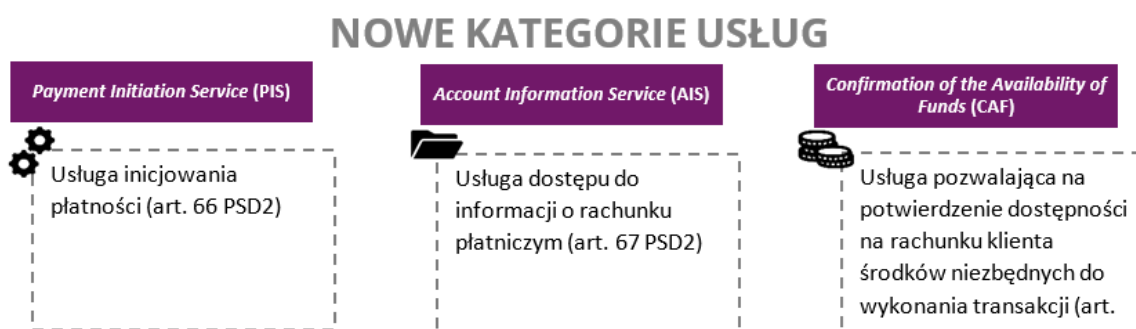 NOWE KATEGORIE USŁUG
Payment Initiation Service (PIS)
Usługa inicjowania
płatności (art. 66 PSD2)
Account Information Service (AIS)
Usługa dostępu do
informacji o rachunku
płatniczym (art. 67 PSD2)
Confirmation of the Availability of
Funds (CAF)
Usługa pozwalająca na
potwierdzenie dostępności
na rachunku klienta
środków niezbędnych do
wykonania transakcji (art.